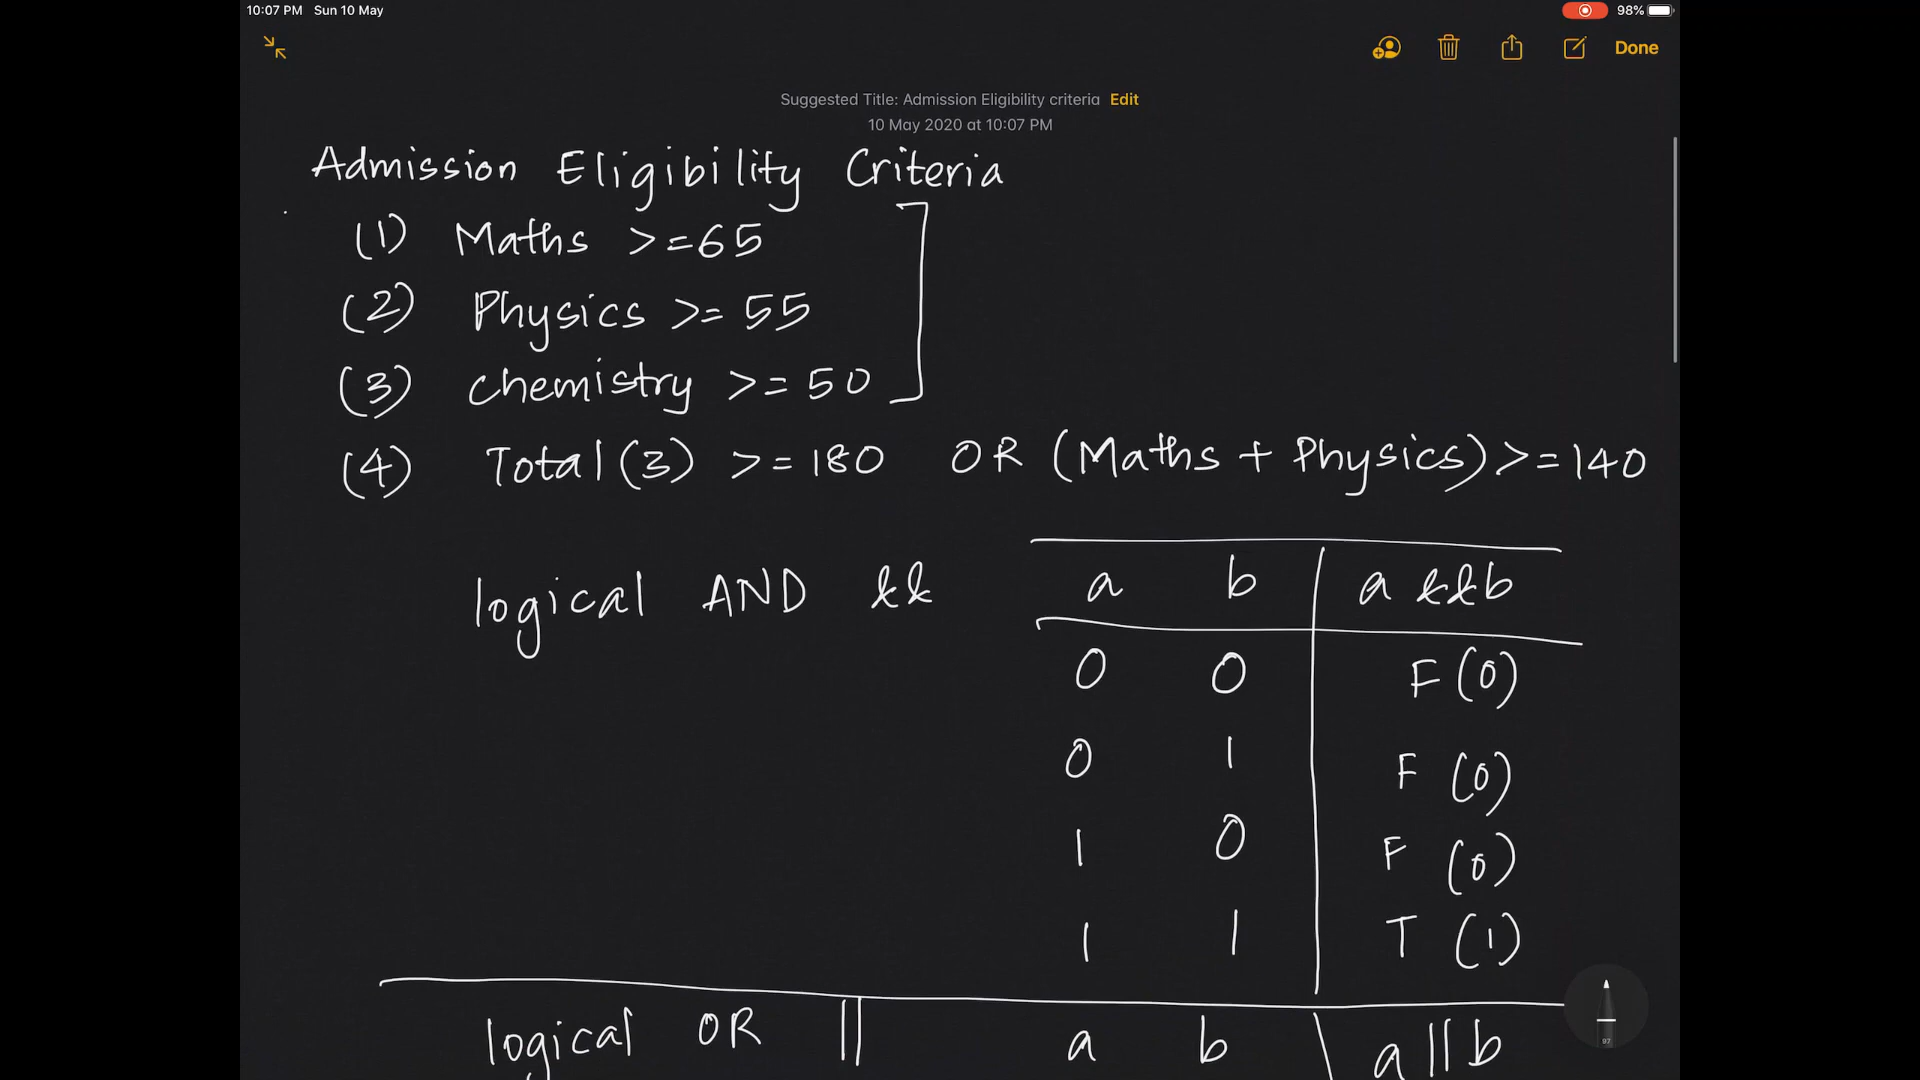 10:07 PM Sun 10 May 98%
Done
Suggested Title: Admission Eligibility criteria Edit
10 May 2020 at 10:07 PM
Admission Eligibility Criteria
(1) Maths >=65
(2) Physics >= 55
(3) Chemistry >= 50
(4) Total(3) >= 180 OR (Maths + Physics) >= 140
logical AND &&
a b a &&b
0 0 F (0)
0 1 F (0)
1 0 F (0)
1 1 T (1)
97
logical OR || a b a || b